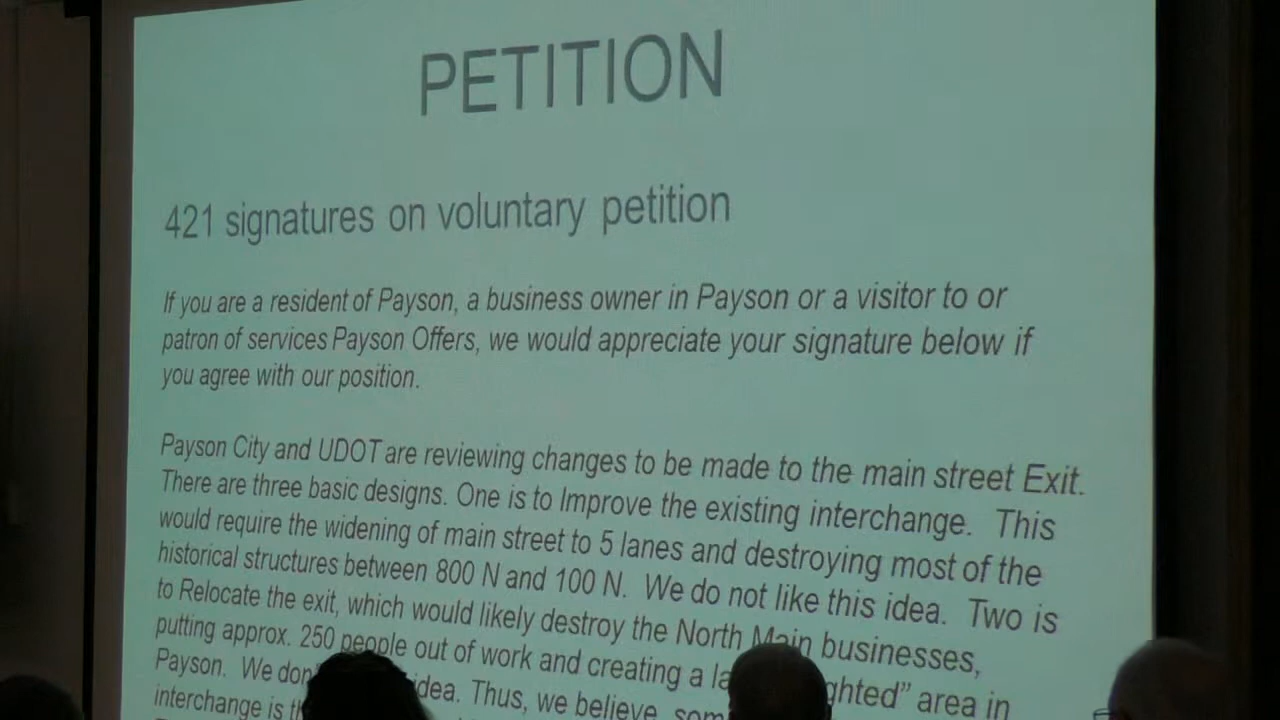 PETITION
421 signatures on voluntary petition
If you are a resident of Payson, a business owner in Payson or a visitor to or
patron of services Payson Offers, we would appreciate your signature below if
you agree with our position.
Payson City and UDOT are reviewing changes to be made to the main street Exit.
There are three basic designs. One is to Improve the existing interchange. This
would require the widening of main street to 5 lanes and destroying most of the
historical structures between 800 N and 100 N. We do not like this idea. Two is
to Relocate the exit, which would likely destroy the North Main businesses,
putting approx. 250 people out of work and creating a area in
Payson. We idea. Thus, we believe,
interchange is